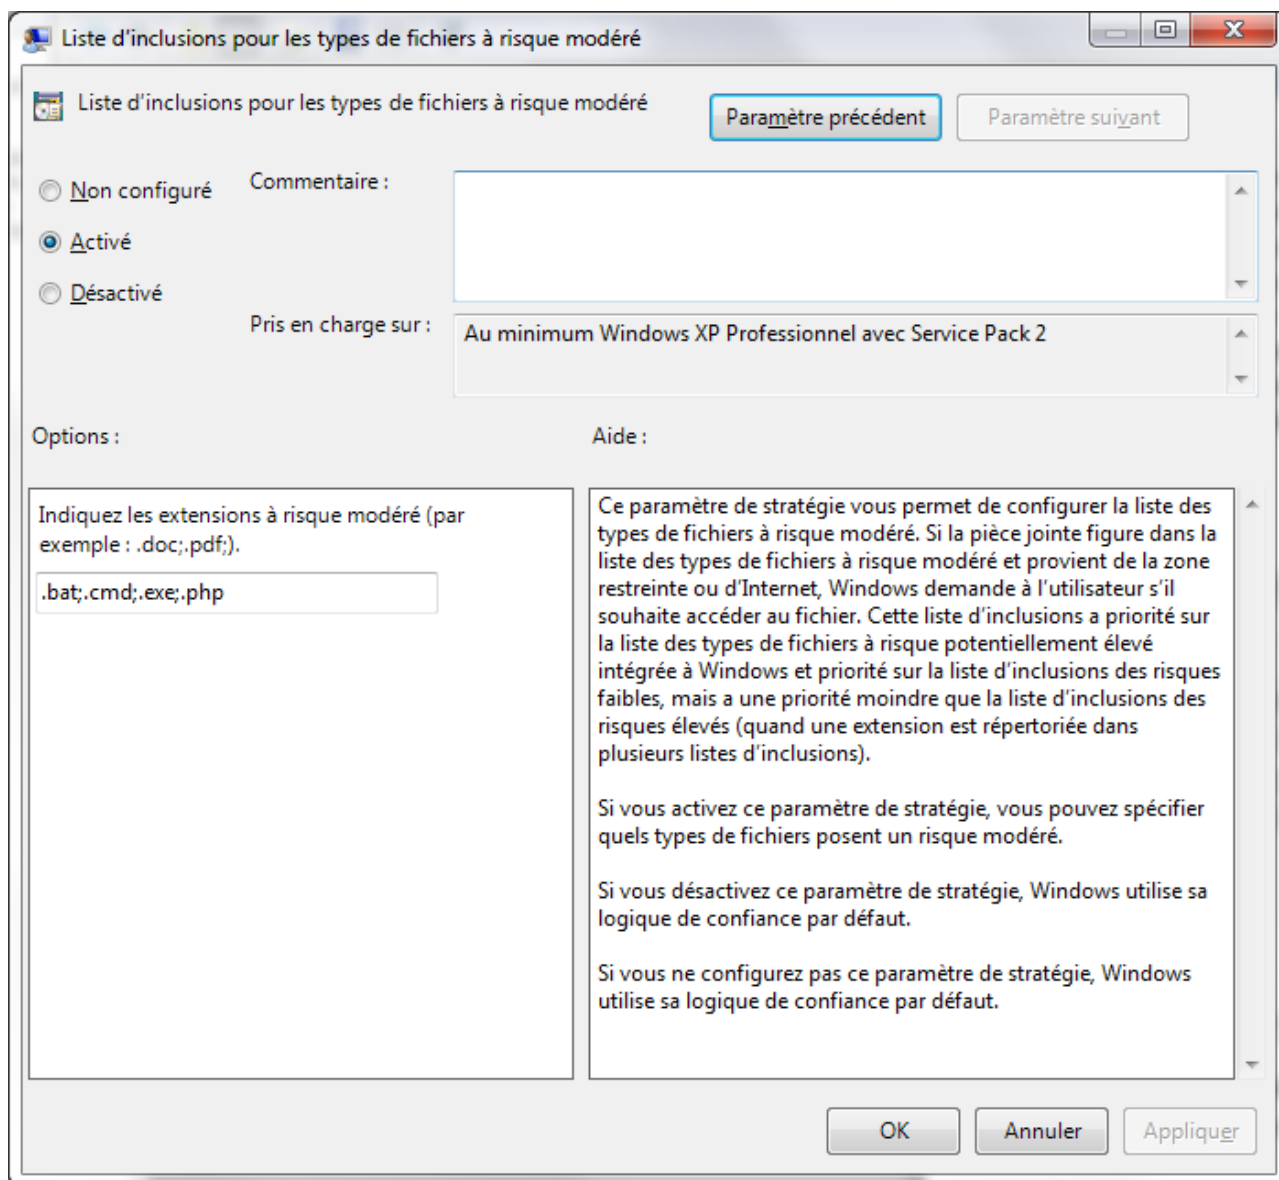 Liste d'inclusions pour les types de fichiers à risque modéré
Liste d'inclusions pour les types de fichiers à risque modéré
Paramètre précédent
Paramètre suivant
Non configuré
Activé
Désactivé
Commentaire :
Pris en charge sur :
Au minimum Windows XP Professionnel avec Service Pack 2
Options :
Aide :
Indiquez les extensions à risque modéré (par
exemple : .doc;.pdf;).
.bat;.cmd;.exe;.php
Ce paramètre de stratégie vous permet de configurer la liste des
types de fichiers à risque modéré. Si la pièce jointe figure dans la
liste des types de fichiers à risque modéré et provient de la zone
restreinte ou d'Internet, Windows demande à l'utilisateur s'il
souhaite accéder au fichier. Cette liste d'inclusions a priorité sur
la liste des types de fichiers à risque potentiellement élevé
intégrée à Windows et priorité sur la liste d'inclusions des risques
faibles, mais a une priorité moindre que la liste d'inclusions des
risques élevés (quand une extension est répertoriée dans
plusieurs listes d'inclusions).
Si vous activez ce paramètre de stratégie, vous pouvez spécifier
quels types de fichiers posent un risque modéré.
Si vous désactivez ce paramètre de stratégie, Windows utilise sa
logique de confiance par défaut.
Si vous ne configurez pas ce paramètre de stratégie, Windows
utilise sa logique de confiance par défaut.
OK
Annuler
Appliquer